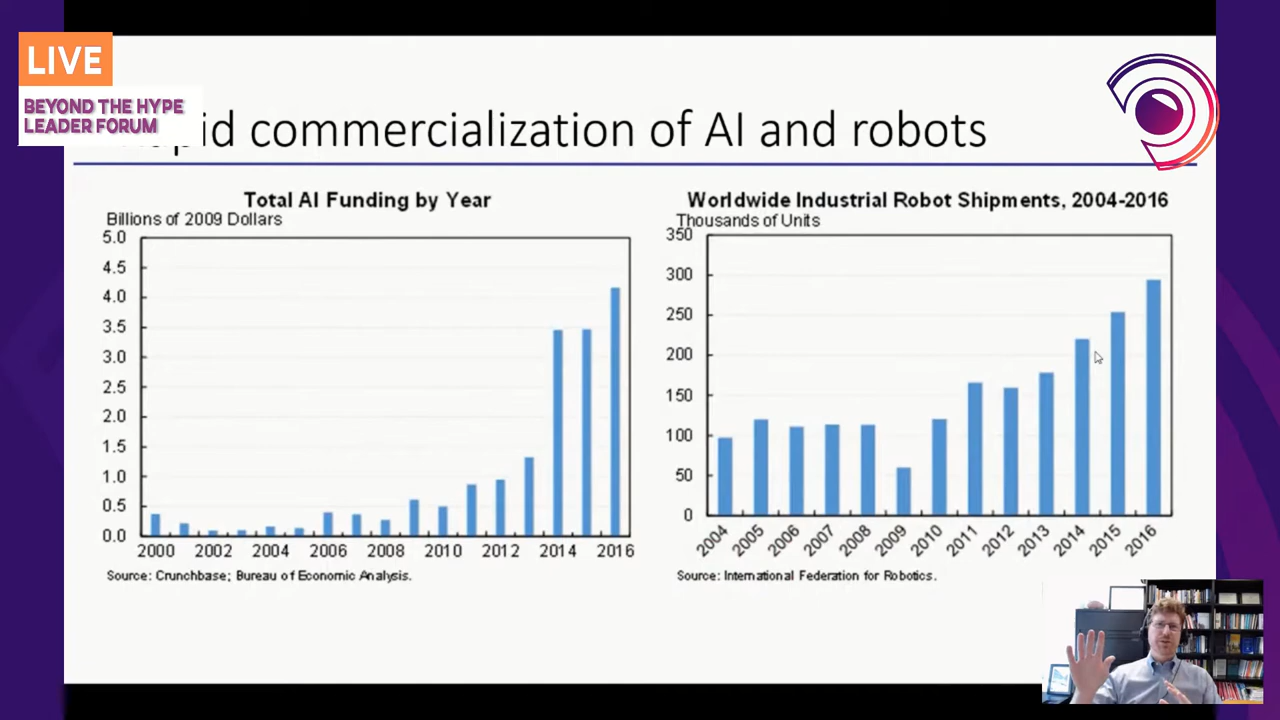 LIVE
BEYOND THE HYPE
LEADER FORUM
commercialization of AI and robots
Total AI Funding by Year
Billions of 2009 Dollars
5.0
4.5
4.0
3.5
3.0
2.5
2.0
1.5
1.0
0.5
0.0
2000 2002 2004 2006 2008 2010 2012 2014 2016
Source: Crunchbase; Bureau of Economic Analysis.
Worldwide Industrial Robot Shipments, 2004-2016
Thousands of Units
350
300
250
200
150
100
50
0
2004 2005 2006 2007 2008 2009 2010 2011 2012 2013 2014 2015 2016
Source: International Federation for Robotics.